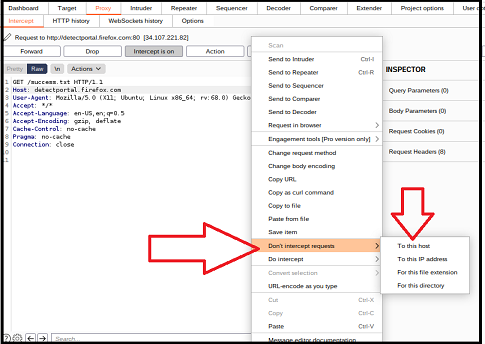 Dashboard Target Proxy Intruder Repeater Sequencer Decoder Comparer Extender Project options User
Intercept HTTP history WebSockets history Options
Request to http://detectportal.firefox.com:80 [34.107.221.82]
Forward Drop Intercept is on Action
Pretty Raw \n Actions
1 GET /success.txt HTTP/1.1
2 Host: detectportal.firefox.com
3 User-Agent: Mozilla/5.0 (X11; Ubuntu; Linux x86_64; rv:68.0)
4 Accept: */*
5 Accept-Language: en-US,en;q=0.5
6 Accept-Encoding: gzip, deflate
7 Cache-Control: no-cache
8 Pragma: no-cache
9 Connection: close
10
11
Scan
Send to Intruder Ctrl-I
Send to Repeater Ctrl-R
Send to Sequencer
Send to Comparer
Send to Decoder
Request in browser
Engagement tools [Pro version only]
Change request method
Change body encoding
Copy URL
Copy as curl command
Copy to file
Paste from file
Save item
Don't intercept requests
Do intercept
Convert selection
URL-encode as you type
Cut Ctrl-X
Copy Ctrl-C
Paste Ctrl-V
Message editor documentation
To this host
To this IP address
For this file extension
For this directory
INSPECTOR
Query Parameters (0)
Body Parameters (0)
Request Cookies (0)
Request Headers (8)
Search...